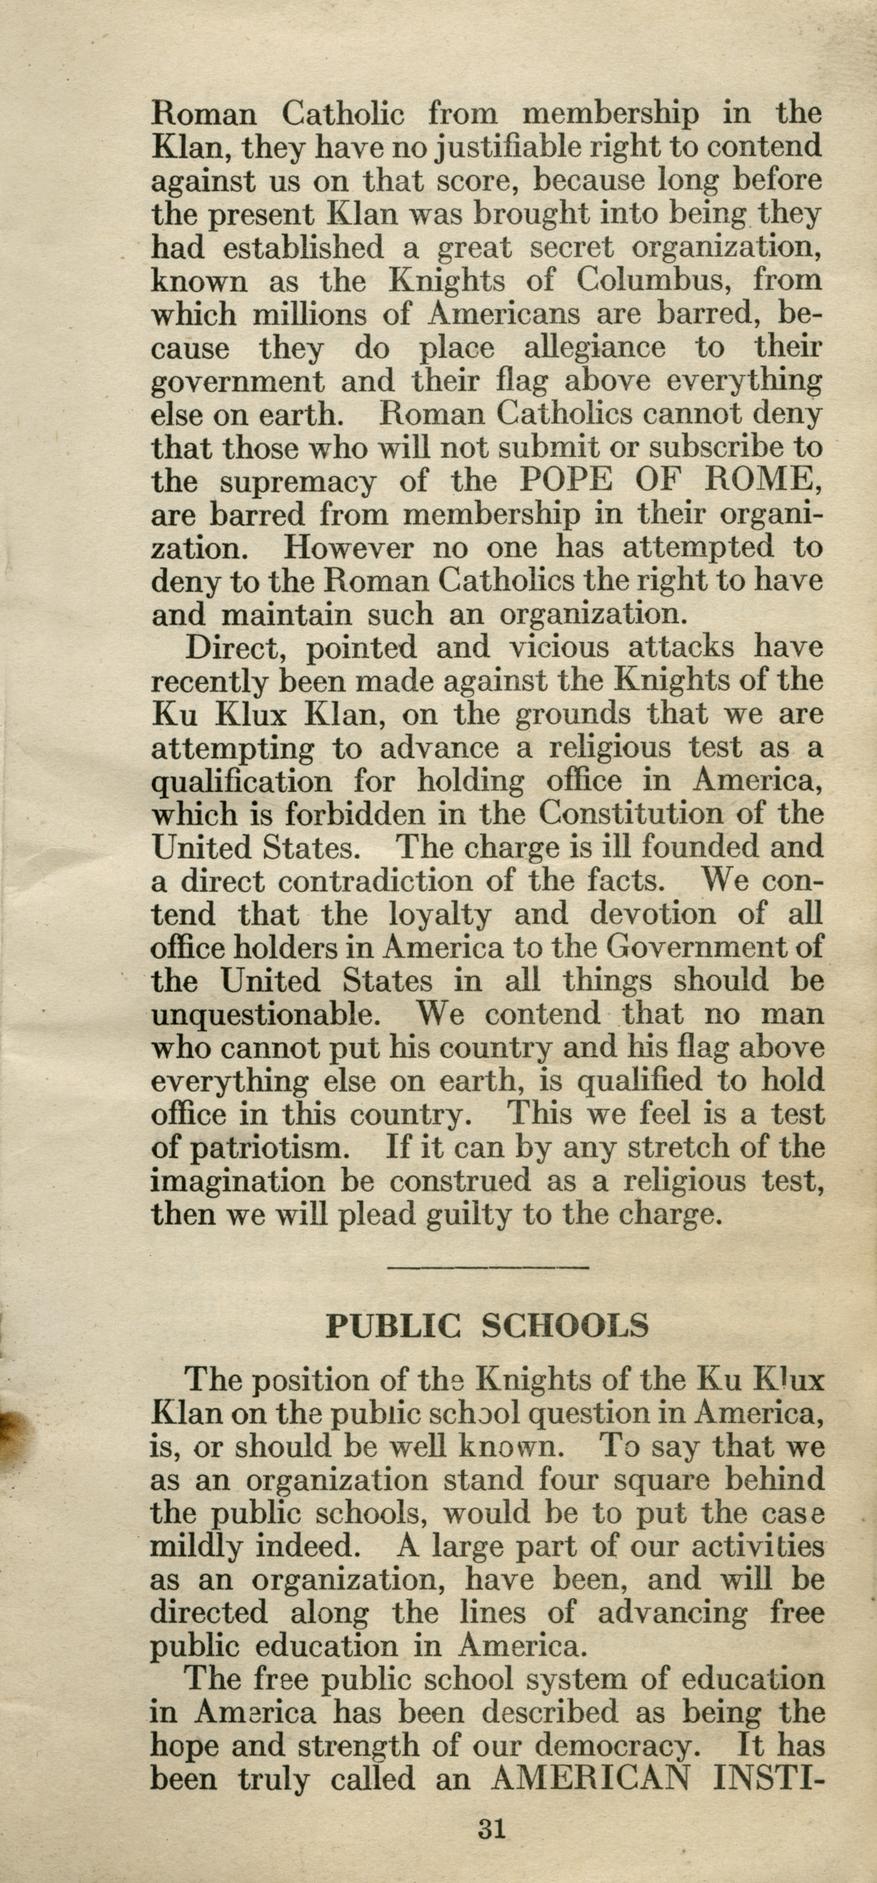 Roman Catholic from membership in the
Klan, they have no justifiable right to contend
against us on that score, because long before
the present Klan was brought into being they
had established a great secret organization,
known as the Knights of Columbus, from
which millions of Americans are barred, be-
cause they do place allegiance to their
government and their flag above everything
else on earth. Roman Catholics cannot deny
that those who will not submit or subscribe to
the supremacy of the POPE OF ROME,
are barred from membership in their organi-
zation. However no one has attempted to
deny to the Roman Catholics the right to have
and maintain such an organization.
Direct, pointed and vicious attacks have
recently been made against the Knights of the
Ku Klux Klan, on the grounds that we are
attempting to advance a religious test as a
qualification for holding office in America,
which is forbidden in the Constitution of the
United States. The charge is ill founded and
a direct contradiction of the facts. We con-
tend that the loyalty and devotion of all
office holders in America to the Government of
the United States in all things should be
unquestionable. We contend that no man
who cannot put his country and his flag above
everything else on earth, is qualified to hold
office in this country. This we feel is a test
of patriotism. If it can by any stretch of the
imagination be construed as a religious test,
then we will plead guilty to the charge.
PUBLIC SCHOOLS
The position of the Knights of the Ku Klux
Klan on the public school question in America,
is, or should be well known. To say that we
as an organization stand four square behind
the public schools, would be to put the case
mildly indeed. A large part of our activities
as an organization, have been, and will be
directed along the lines of advancing free
public education in America.
The free public school system of education
in America has been described as being the
hope and strength of our democracy. It has
been truly called an AMERICAN INSTI-
31